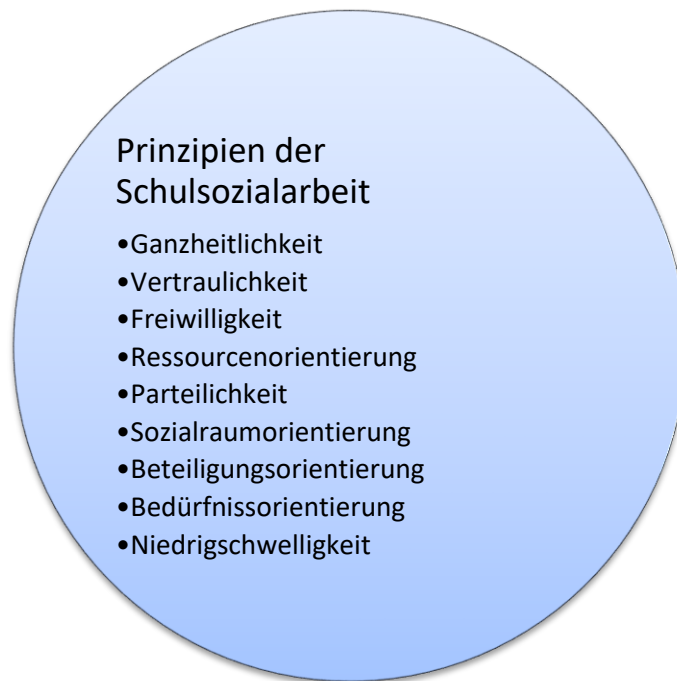 Prinzipien der
Schulsozialarbeit
•Ganzheitlichkeit
•Vertraulichkeit
•Freiwilligkeit
•Ressourcenorientierung
•Parteilichkeit
•Sozialraumorientierung
•Beteiligungsorientierung
•Bedürfnissorientierung
•Niedrigschwelligkeit